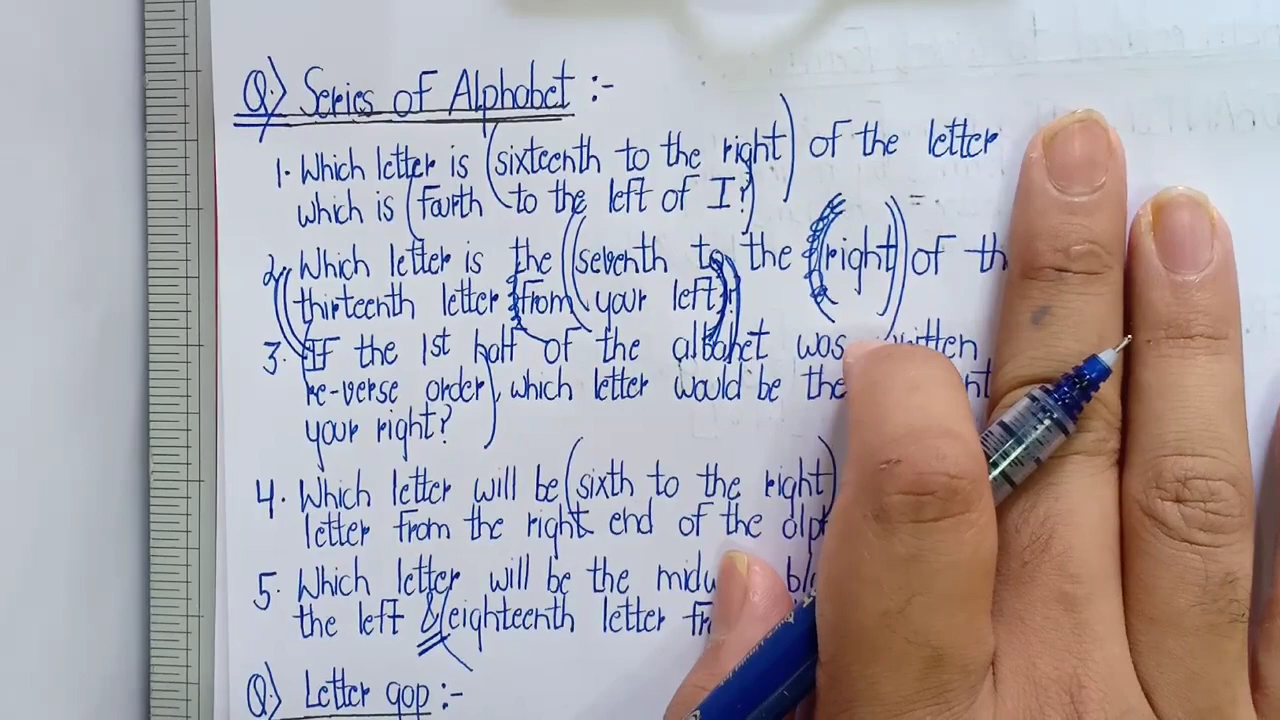 Q.) Series of Alphabet :-
1. Which letter is (sixteenth to the right) of the letter
which is (fourth to the left of I?)
2. Which letter is the (seventh to the (right) of th
thirteenth letter from your left)?
3. If the 1st half of the was written
re-verse order), which letter would be the
your right?
4. Which letter will be (sixth to the right)
letter from the right end of the alph
5. Which letter will be the midw
the left & eighteenth letter fr
Q.) Letter gap :-